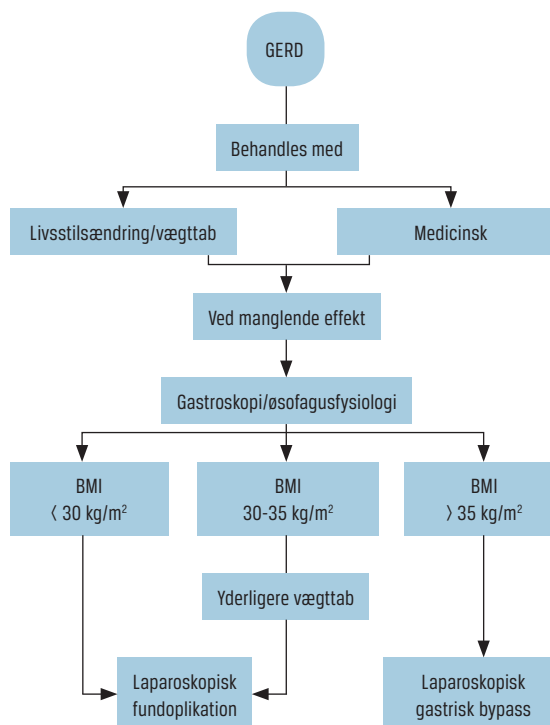 GERD
Behandles med
Livsstilsændring/vægttab
Medicinsk
Ved manglende effekt
Gastroskopi/øsofagusfysiologi
BMI
< 30 kg/m²
BMI
30-35 kg/m²
BMI
> 35 kg/m²
Yderligere vægttab
Laparoskopisk
fundoplikation
Laparoskopisk
gastrisk bypass